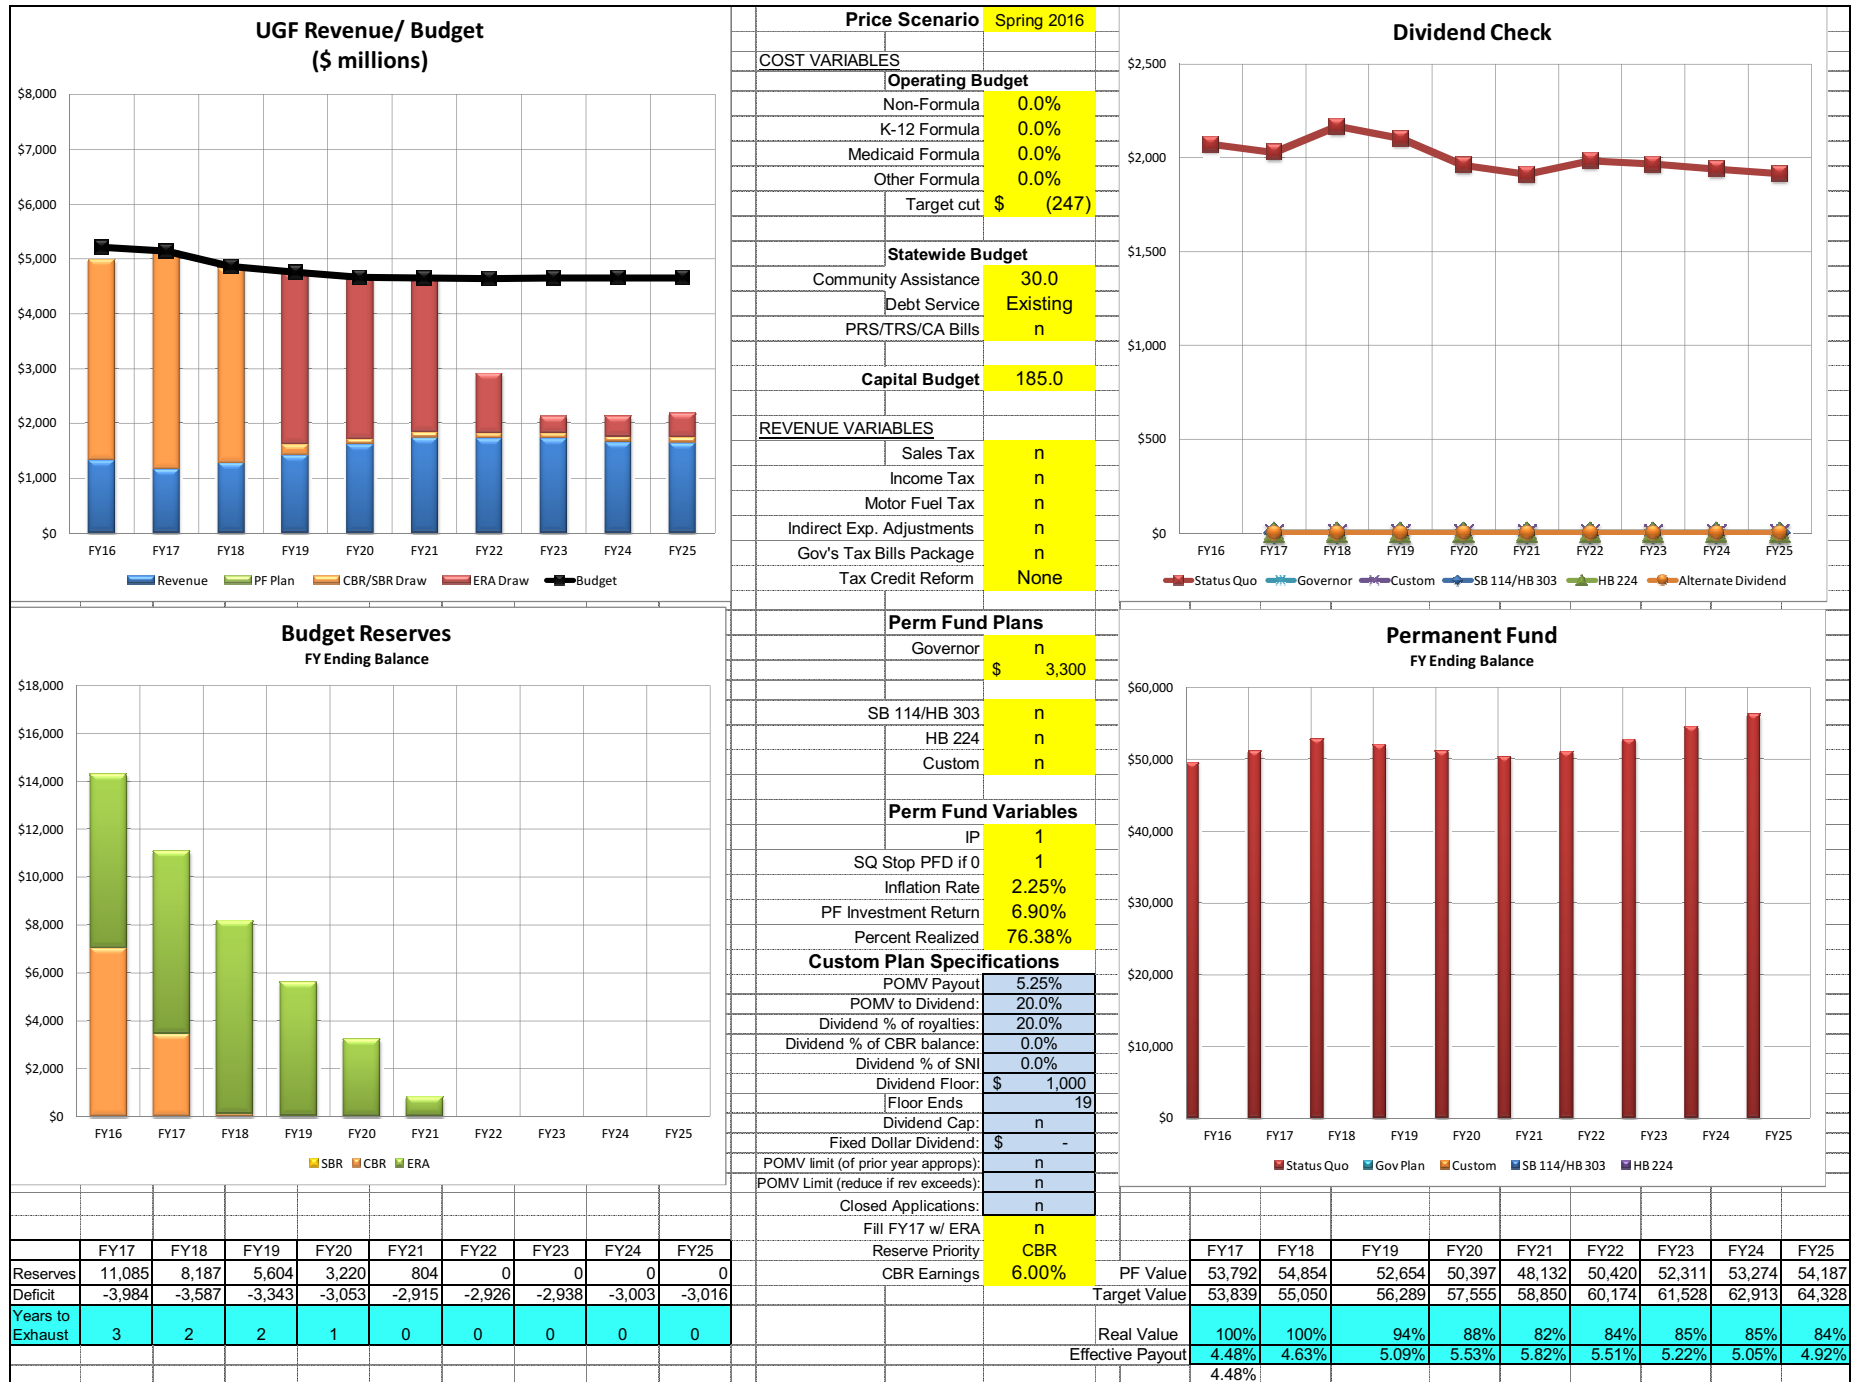 UGF Revenue/ Budget
($ millions)
$8,000
$7,000
$6,000
$5,000
$4,000
$3,000
$2,000
$1,000
$0
FY16 FY17 FY18 FY19 FY20 FY21 FY22 FY23 FY24 FY25
Revenue PF Plan CBR/SBR Draw ERA Draw Budget
Price Scenario Spring 2016
COST VARIABLES
Operating Budget
Non-Formula 0.0%
K-12 Formula 0.0%
Medicaid Formula 0.0%
Other Formula 0.0%
Target cut $ (247)
Statewide Budget
Community Assistance 30.0
Debt Service Existing
PRS/TRS/CA Bills n
Capital Budget 185.0
REVENUE VARIABLES
Sales Tax n
Income Tax n
Motor Fuel Tax n
Indirect Exp. Adjustments n
Gov's Tax Bills Package n
Tax Credit Reform None
Dividend Check
$2,500
$2,000
$1,500
$1,000
$500
$0
FY16 FY17 FY18 FY19 FY20 FY21 FY22 FY23 FY24 FY25
Status Quo Governor Custom SB 114/HB 303 HB 224 Alternate Dividend
Budget Reserves
FY Ending Balance
$18,000
$16,000
$14,000
$12,000
$10,000
$8,000
$6,000
$4,000
$2,000
$0
FY16 FY17 FY18 FY19 FY20 FY21 FY22 FY23 FY24 FY25
SBR CBR ERA
Perm Fund Plans
Governor n
$ 3,300
SB 114/HB 303 n
HB 224 n
Custom n
Perm Fund Variables
IP 1
SQ Stop PFD if 0 1
Inflation Rate 2.25%
PF Investment Return 6.90%
Percent Realized 76.38%
Custom Plan Specifications
POMV Payout 5.25%
POMV to Dividend: 20.0%
Dividend % of royalties: 20.0%
Dividend % of CBR balance: 0.0%
Dividend % of SNI 0.0%
Dividend Floor: $ 1,000
Floor Ends 19
Dividend Cap: n
Fixed Dollar Dividend: $ -
POMV limit (of prior year approps): n
POMV Limit (reduce if rev exceeds): n
Closed Applications: n
Fill FY17 w/ ERA n
Reserve Priority CBR
CBR Earnings 6.00%
Permanent Fund
FY Ending Balance
$60,000
$50,000
$40,000
$30,000
$20,000
$10,000
$0
FY16 FY17 FY18 FY19 FY20 FY21 FY22 FY23 FY24 FY25
Status Quo Gov Plan Custom SB 114/HB 303 HB 224
FY17 FY18 FY19 FY20 FY21 FY22 FY23 FY24 FY25
Reserves 11,085 8,187 5,604 3,220 804 0 0 0 0
Deficit -3,984 -3,587 -3,343 -3,053 -2,915 -2,926 -2,938 -3,003 -3,016
Years to
Exhaust 3 2 2 1 0 0 0 0 0
FY17 FY18 FY19 FY20 FY21 FY22 FY23 FY24 FY25
PF Value 53,792 54,854 52,654 50,397 48,132 50,420 52,311 53,274 54,187
Target Value 53,839 55,050 56,289 57,555 58,850 60,174 61,528 62,913 64,328
Real Value 100% 100% 94% 88% 82% 84% 85% 85% 84%
Effective Payout 4.48% 4.63% 5.09% 5.53% 5.82% 5.51% 5.22% 5.05% 4.92%
4.48%